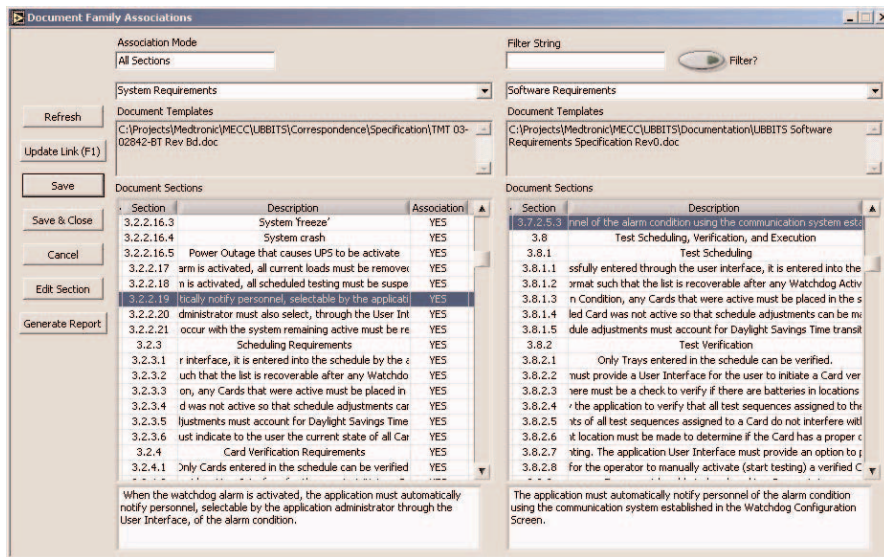 Document Family Associations
Association Mode
All Sections
Filter String
Filter?
System Requirements
Software Requirements
Refresh
Update Link (F1)
Save
Save & Close
Cancel
Edit Section
Generate Report
Document Templates
C:\Projects\Medtronic\MECC\UBBITS\Correspondence\Specification\TMT 03-
02842-BT Rev Bd.doc
Document Templates
C:\Projects\Medtronic\MECC\UBBITS\Documentation\UBBITS Software
Requirements Specification Rev0.doc
Document Sections
Section Description Association
3.2.2.16.3 System 'freeze' YES
3.2.2.16.4 System crash YES
3.2.2.16.5 Power Outage that causes UPS to be activate YES
3.2.2.17 arm is activated, all current loads must be removed YES
3.2.2.18 m is activated, all scheduled testing must be suspe YES
3.2.2.19 tically notify personnel, selectable by the applicati YES
3.2.2.20 dministrator must also select, through the User Int YES
3.2.2.21 occur with the system remaining active must be re YES
3.2.3 Scheduling Requirements YES
3.2.3.1 r interface, it is entered into the schedule by the a YES
3.2.3.2 uch that the list is recoverable after any Watchdo YES
3.2.3.3 on, any Cards that were active must be placed in YES
3.2.3.4 d was not active so that schedule adjustments car YES
3.2.3.5 ljustments must account for Daylight Savings Time YES
3.2.3.6 ust indicate to the user the current state of all Car YES
3.2.4 Card Verification Requirements YES
3.2.4.1 Only Cards entered in the schedule can be verified YES
When the watchdog alarm is activated, the application must automatically
notify personnel, selectable by the application administrator through the
User Interface, of the alarm condition.
Document Sections
Section Description
3.7.2.5.3 nnel of the alarm condition using the communication system esta
3.8 Test Scheduling, Verification, and Execution
3.8.1 Test Scheduling
3.8.1.1 ssfully entered through the user interface, it is entered into the
3.8.1.2 ormat such that the list is recoverable after any Watchdog Activ
3.8.1.3 n Condition, any Cards that were active must be placed in the s
3.8.1.4 led Card was not active so that schedule adjustments can be ma
3.8.1.5 dule adjustments must account for Daylight Savings Time transit
3.8.2 Test Verification
3.8.2.1 Only Trays entered in the schedule can be verified.
3.8.2.2 must provide a User Interface for the user to initiate a Card ver
3.8.2.3 here must be a check to verify if there are batteries in locations
3.8.2.4 y the application to verify that all test sequences assigned to the
3.8.2.5 nts of all test sequences assigned to a Card do not interfere witl
3.8.2.6 nt location must be made to determine if the Card has a proper c
3.8.2.7 nting. The application User Interface must provide an option to p
3.8.2.8 for the operator to manually activate (start testing) a verified C
The application must automatically notify personnel of the alarm condition
using the communication system established in the Watchdog Configuration
Screen.